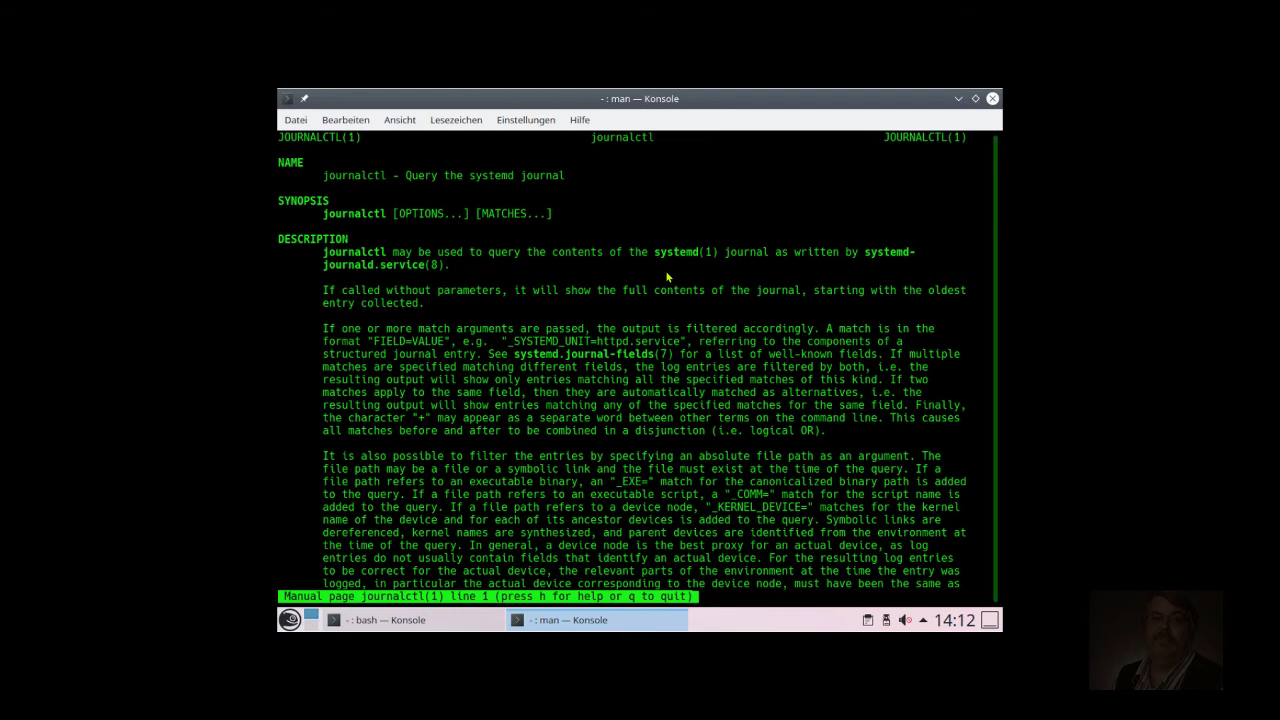 - : man — Konsole
Datei Bearbeiten Ansicht Lesezeichen Einstellungen Hilfe
JOURNALCTL(1) journalctl JOURNALCTL(1)
NAME
journalctl - Query the systemd journal
SYNOPSIS
journalctl [OPTIONS...] [MATCHES...]
DESCRIPTION
journalctl may be used to query the contents of the systemd(1) journal as written by systemd-
journald.service(8).
If called without parameters, it will show the full contents of the journal, starting with the oldest
entry collected.
If one or more match arguments are passed, the output is filtered accordingly. A match is in the
format "FIELD=VALUE", e.g. "_SYSTEMD_UNIT=httpd.service", referring to the components of a
structured journal entry. See systemd.journal-fields(7) for a list of well-known fields. If multiple
matches are specified matching different fields, the log entries are filtered by both, i.e. the
resulting output will show only entries matching all the specified matches of this kind. If two
matches apply to the same field, then they are automatically matched as alternatives, i.e. the
resulting output will show entries matching any of the specified matches for the same field. Finally,
the character "+" may appear as a separate word between other terms on the command line. This causes
all matches before and after to be combined in a disjunction (i.e. logical OR).
It is also possible to filter the entries by specifying an absolute file path as an argument. The
file path may be a file or a symbolic link and the file must exist at the time of the query. If a
file path refers to an executable binary, an "_EXE=" match for the canonicalized binary path is added
to the query. If a file path refers to an executable script, a "_COMM=" match for the script name is
added to the query. If a file path refers to a device node, "_KERNEL_DEVICE=" matches for the kernel
name of the device and for each of its ancestor devices is added to the query. Symbolic links are
dereferenced, kernel names are synthesized, and parent devices are identified from the environment at
the time of the query. In general, a device node is the best proxy for an actual device, as log
entries do not usually contain fields that identify an actual device. For the resulting log entries
to be correct for the actual device, the relevant parts of the environment at the time the entry was
logged, in particular the actual device corresponding to the device node, must have been the same as
Manual page journalctl(1) line 1 (press h for help or q to quit)
- : bash — Konsole - : man — Konsole 14:12